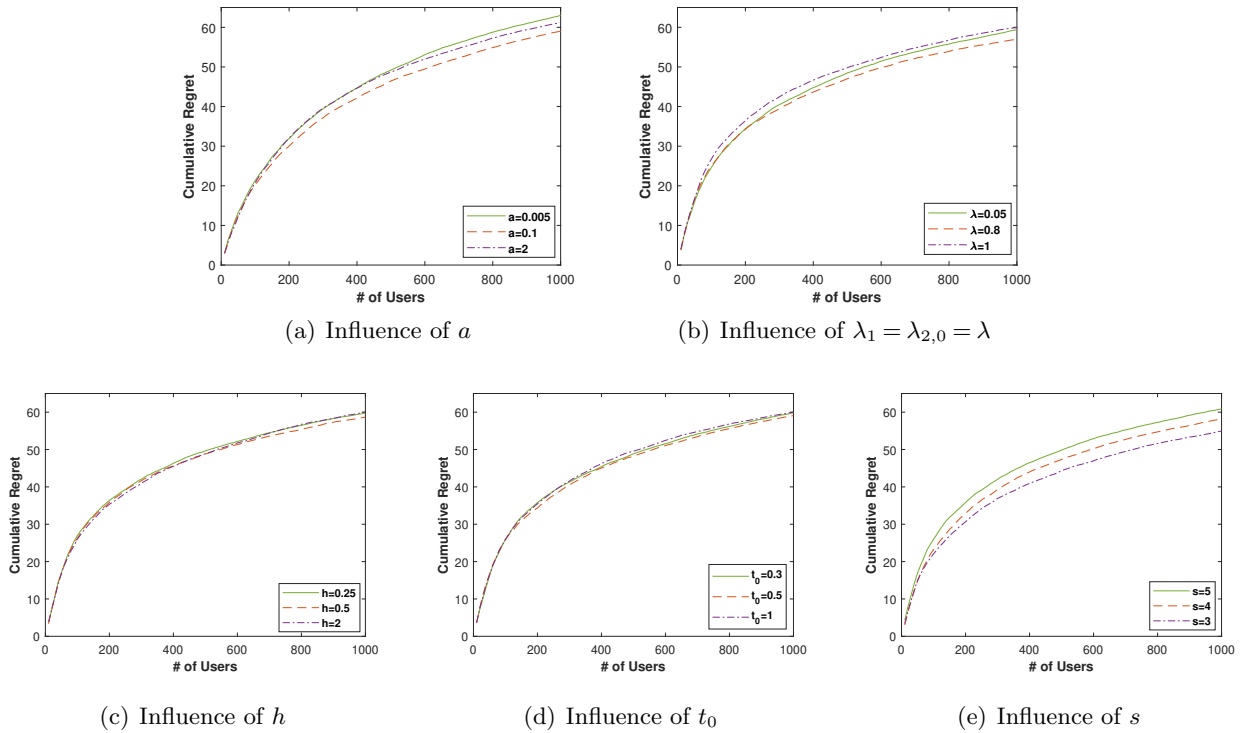 Cumulative Regret
60
50
40
30
20
10
0
0 200 400 600 800 1000
# of Users
a=0.005
a=0.1
a=2
(a) Influence of a
Cumulative Regret
60
50
40
30
20
10
0
0 200 400 600 800 1000
# of Users
λ=0.05
λ=0.8
λ=1
(b) Influence of λ₁ = λ₂,₀ = λ
Cumulative Regret
60
50
40
30
20
10
0
0 200 400 600 800 1000
# of Users
h=0.25
h=0.5
h=2
(c) Influence of h
Cumulative Regret
60
50
40
30
20
10
0
0 200 400 600 800 1000
# of Users
t₀=0.3
t₀=0.5
t₀=1
(d) Influence of t₀
Cumulative Regret
60
50
40
30
20
10
0
0 200 400 600 800 1000
# of Users
s=5
s=4
s=3
(e) Influence of s